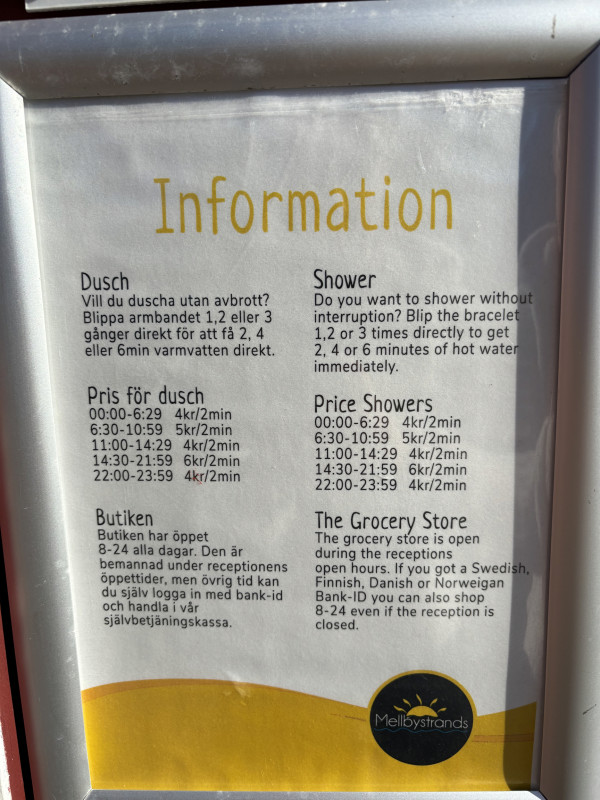 Information
Dusch
Vill du duscha utan avbrott?
Blippa armbandet 1,2 eller 3
gånger direkt för att få 2, 4
eller 6min varmvatten direkt.
Pris för dusch
00:00-6:29 4kr/2min
6:30-10:59 5kr/2min
11:00-14:29 4kr/2min
14:30-21:59 6kr/2min
22:00-23:59 4kr/2min
Butiken
Butiken har öppet
8-24 alla dagar. Den är
bemannad under receptionens
öppettider, men övrig tid kan
du själv logga in med bank-id
och handla i vår
självbetjäningskassa.
Shower
Do you want to shower without
interruption? Blip the bracelet
1,2 or 3 times directly to get
2, 4 or 6 minutes of hot water
immediately.
Price Showers
00:00-6:29 4kr/2min
6:30-10:59 5kr/2min
11:00-14:29 4kr/2min
14:30-21:59 6kr/2min
22:00-23:59 4kr/2min
The Grocery Store
The grocery store is open
during the receptions
open hours. If you got a Swedish,
Finnish, Danish or Norweigan
Bank-ID you can also shop
8-24 even if the reception is
closed.
Mellbystrands